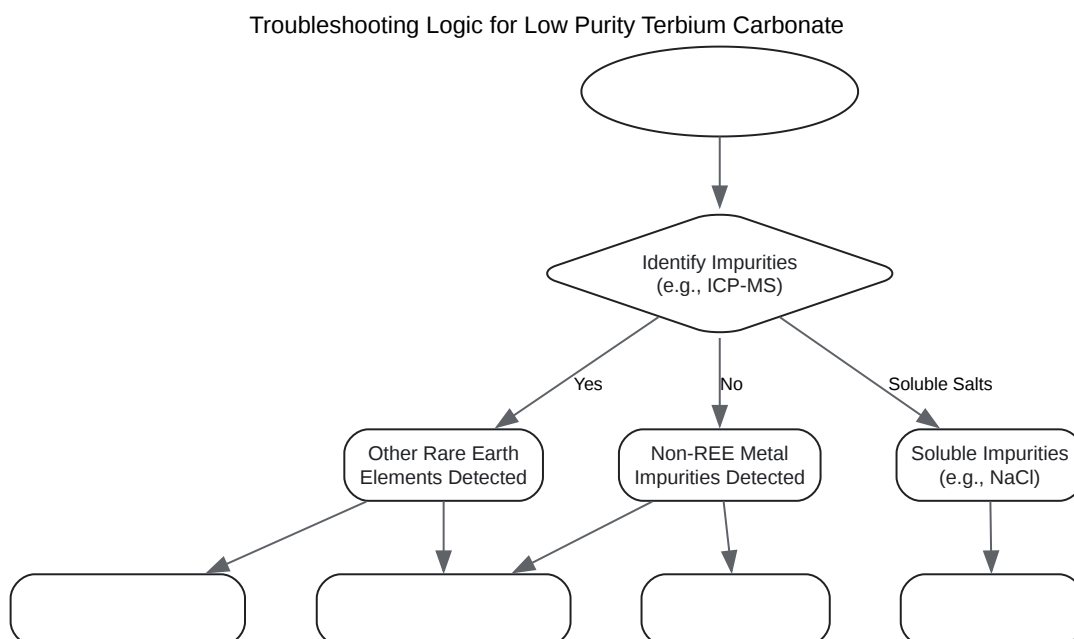 Troubleshooting Logic for Low Purity Terbium Carbonate
Identify Impurities
(e.g., ICP-MS)
Yes
No
Soluble Salts
Other Rare Earth
Elements Detected
Non-REE Metal
Impurities Detected
Soluble Impurities
(e.g., NaCl)